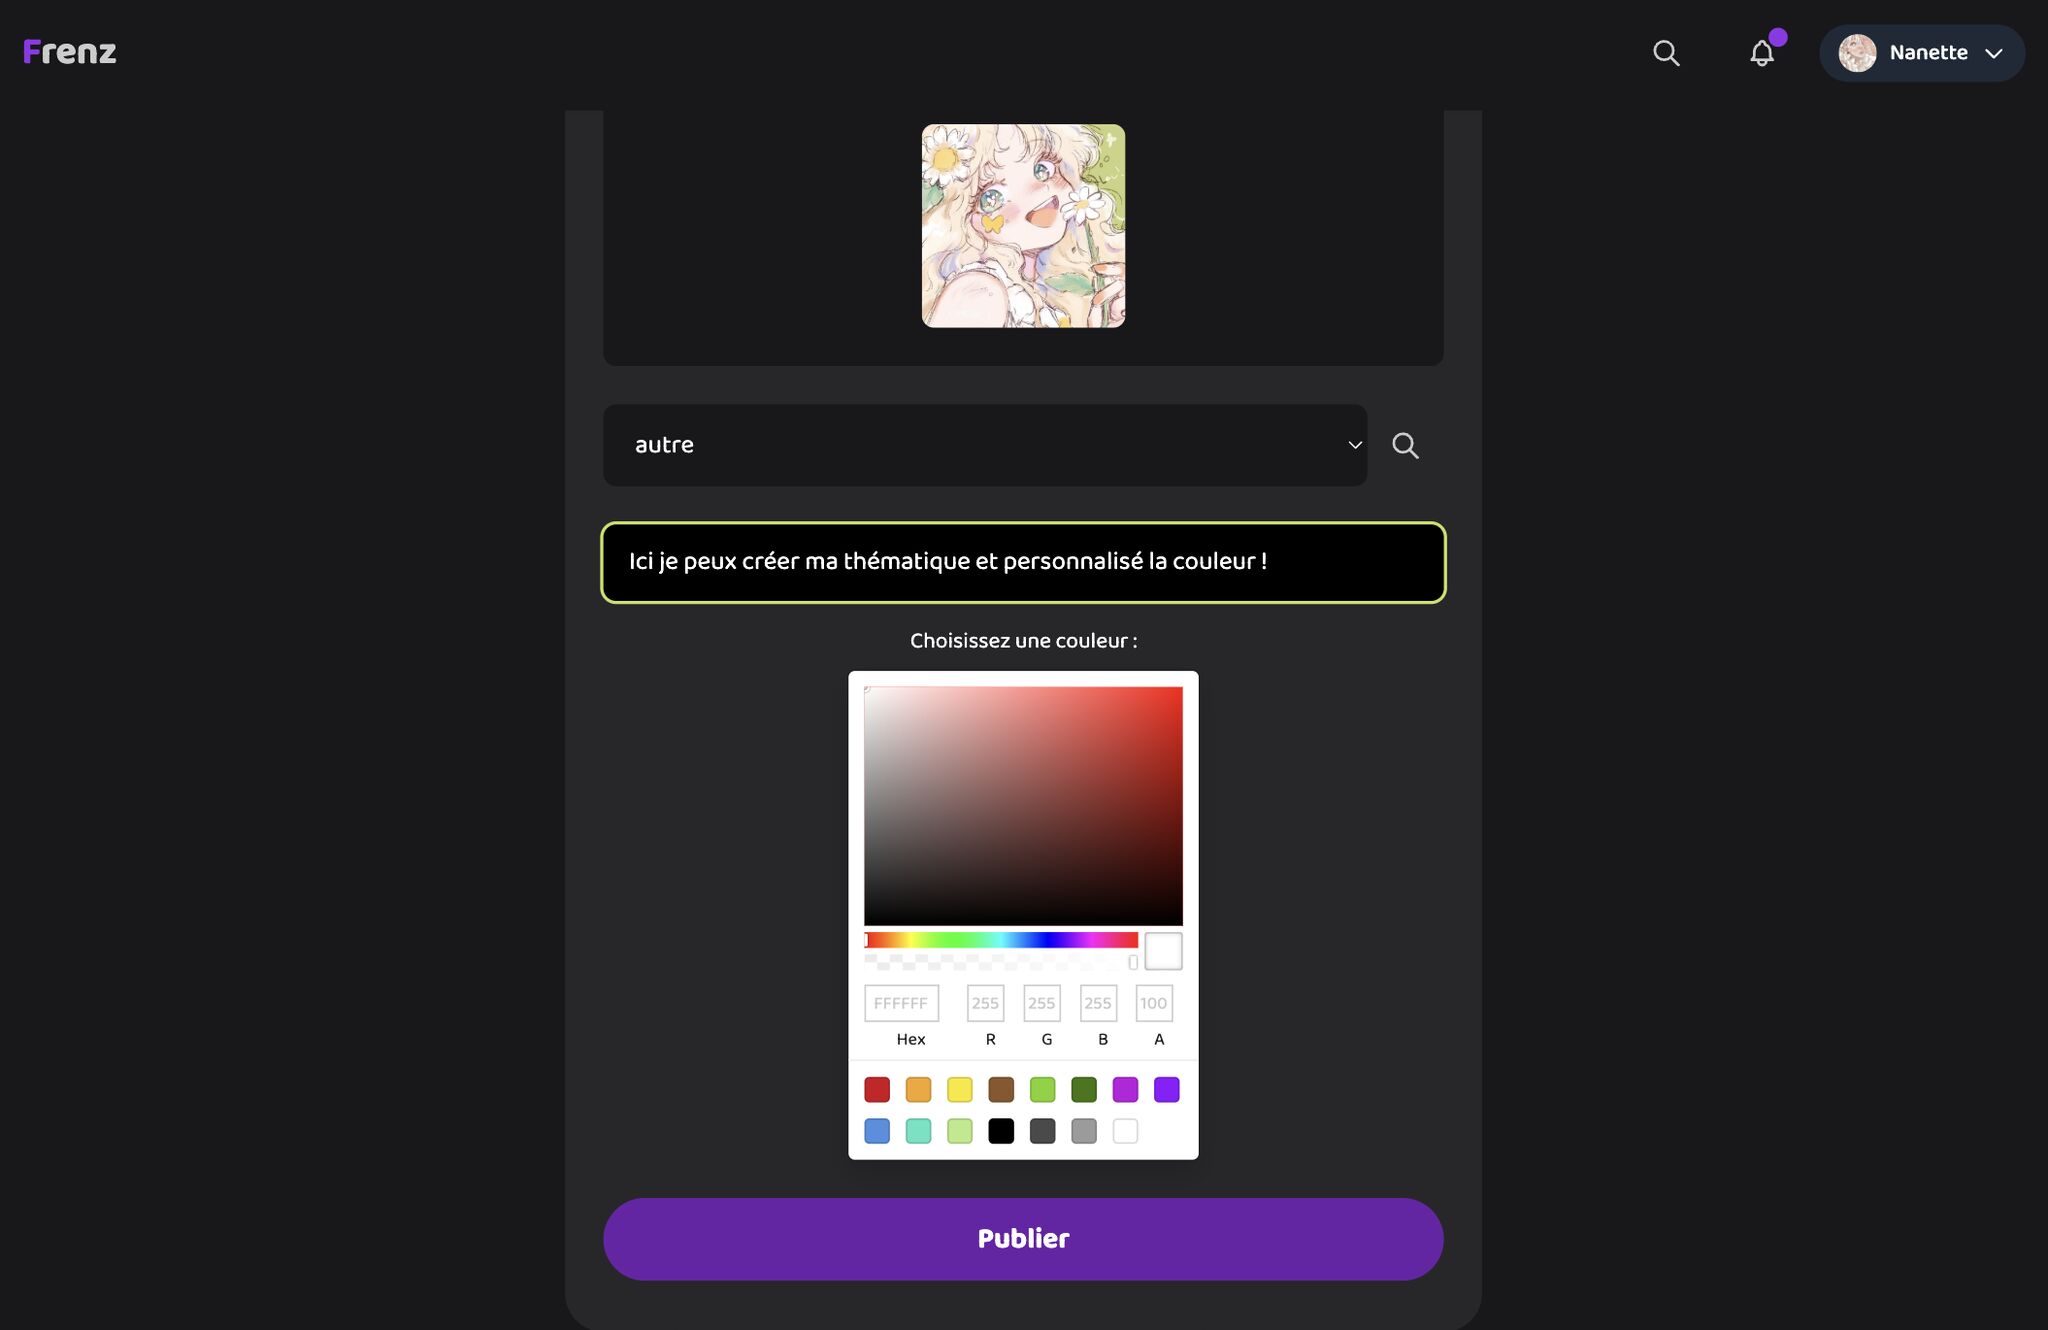 Frenz
Nanette
autre
Ici je peux créer ma thématique et personnalisé la couleur !
Choisissez une couleur :
FFFFFF 255 255 255 100
Hex R G B A
Publier